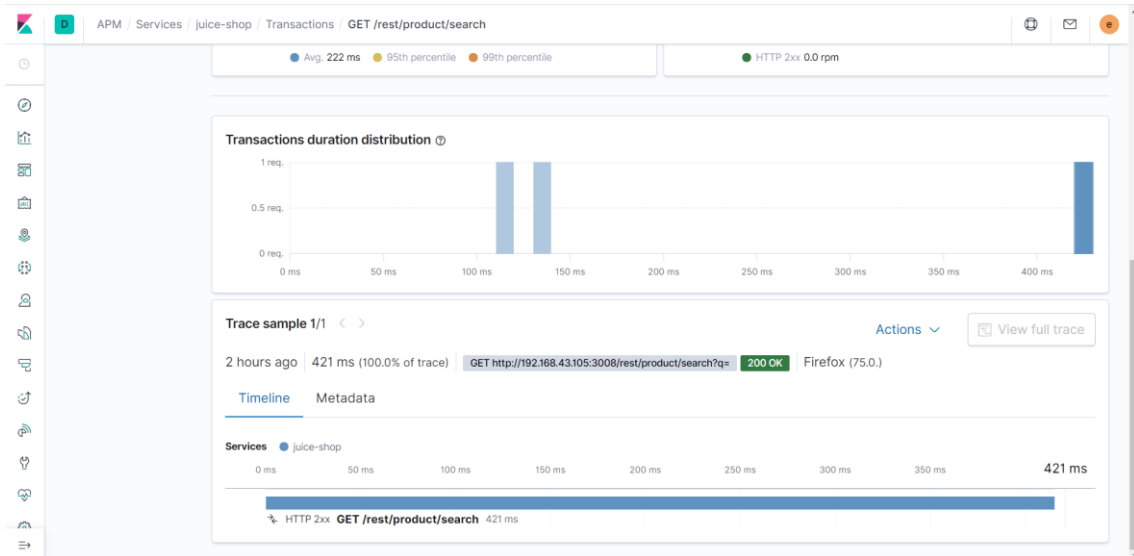 D APM / Services / juice-shop / Transactions / GET /rest/product/search e
Avg. 222 ms 95th percentile 99th percentile
HTTP 2xx 0.0 rpm
Transactions duration distribution
1 req.
0.5 req.
0 req.
0 ms 50 ms 100 ms 150 ms 200 ms 250 ms 300 ms 350 ms 400 ms
Trace sample 1/1
Actions View full trace
2 hours ago 421 ms (100.0% of trace) GET http://192.168.43.105:3008/rest/product/search?q= 200 OK Firefox (75.0.)
Timeline Metadata
Services juice-shop
0 ms 50 ms 100 ms 150 ms 200 ms 250 ms 300 ms 350 ms 421 ms
HTTP 2xx GET /rest/product/search 421 ms